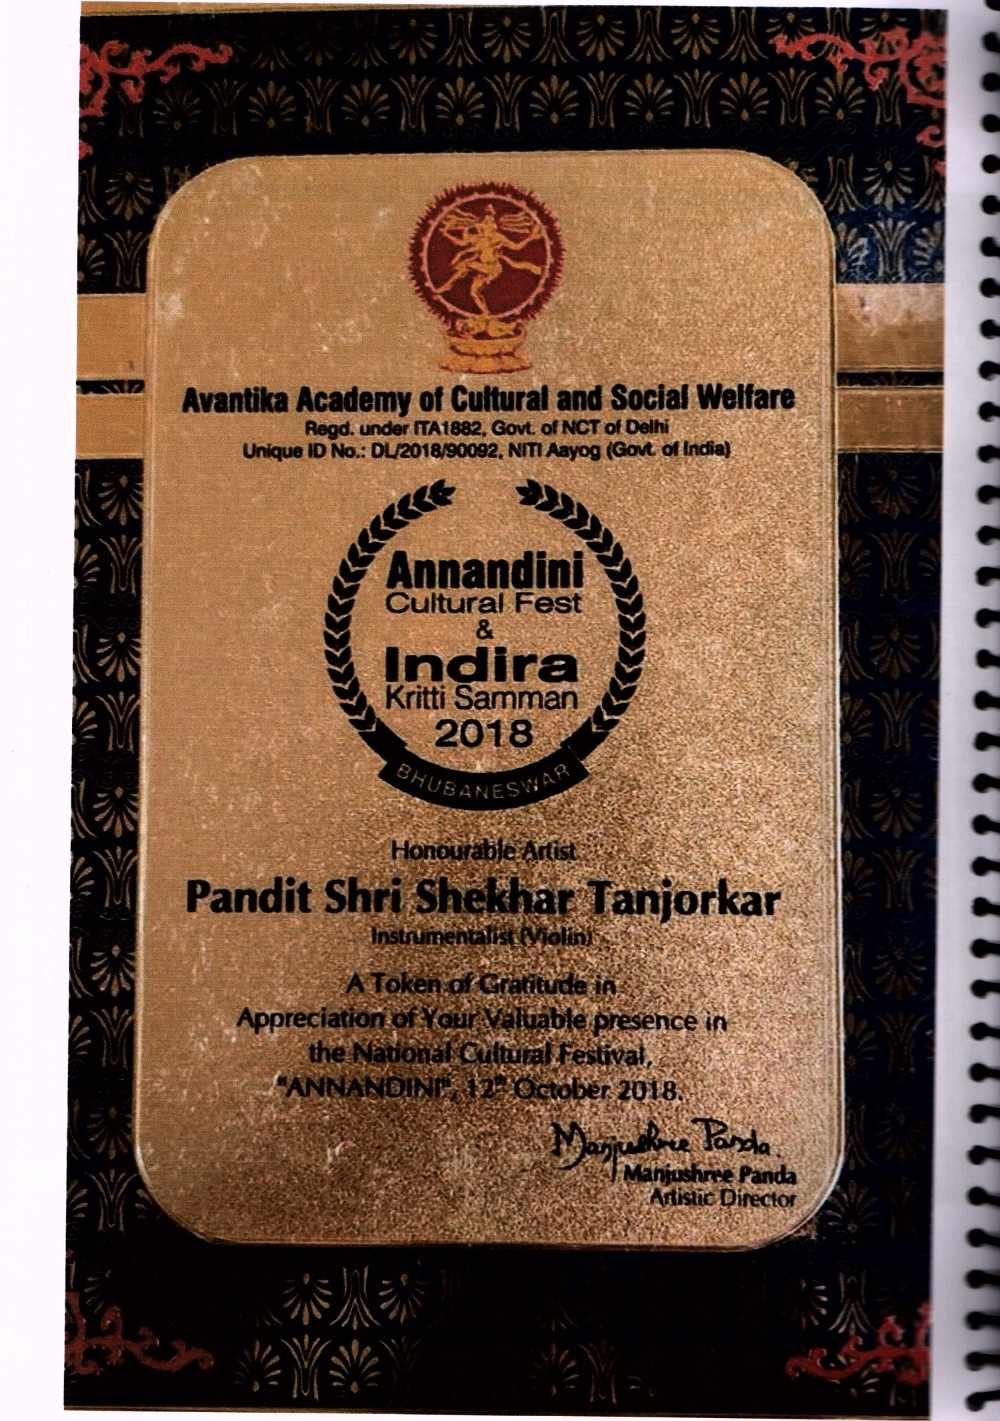 Avantika Academy of Cultural and Social Welfare
Regd. under ITA1882, Govt. of NCT of Delhi
Unique ID No.: DL/2018/90092, NITI Aayog (Govt. of India)
Annandini
Cultural Fest
&
Indira
Kritti Samman
2018
BHUBANESWAR
Honourable Artist
Pandit Shri Shekhar Tanjorkar
Instrumentalist (Violin)
A Token of Gratitude in
Appreciation of Your Valuable presence in
the National Cultural Festival,
"ANNANDINI", 12th October 2018.
Manjushree Panda.
Manjushree Panda
Artistic Director